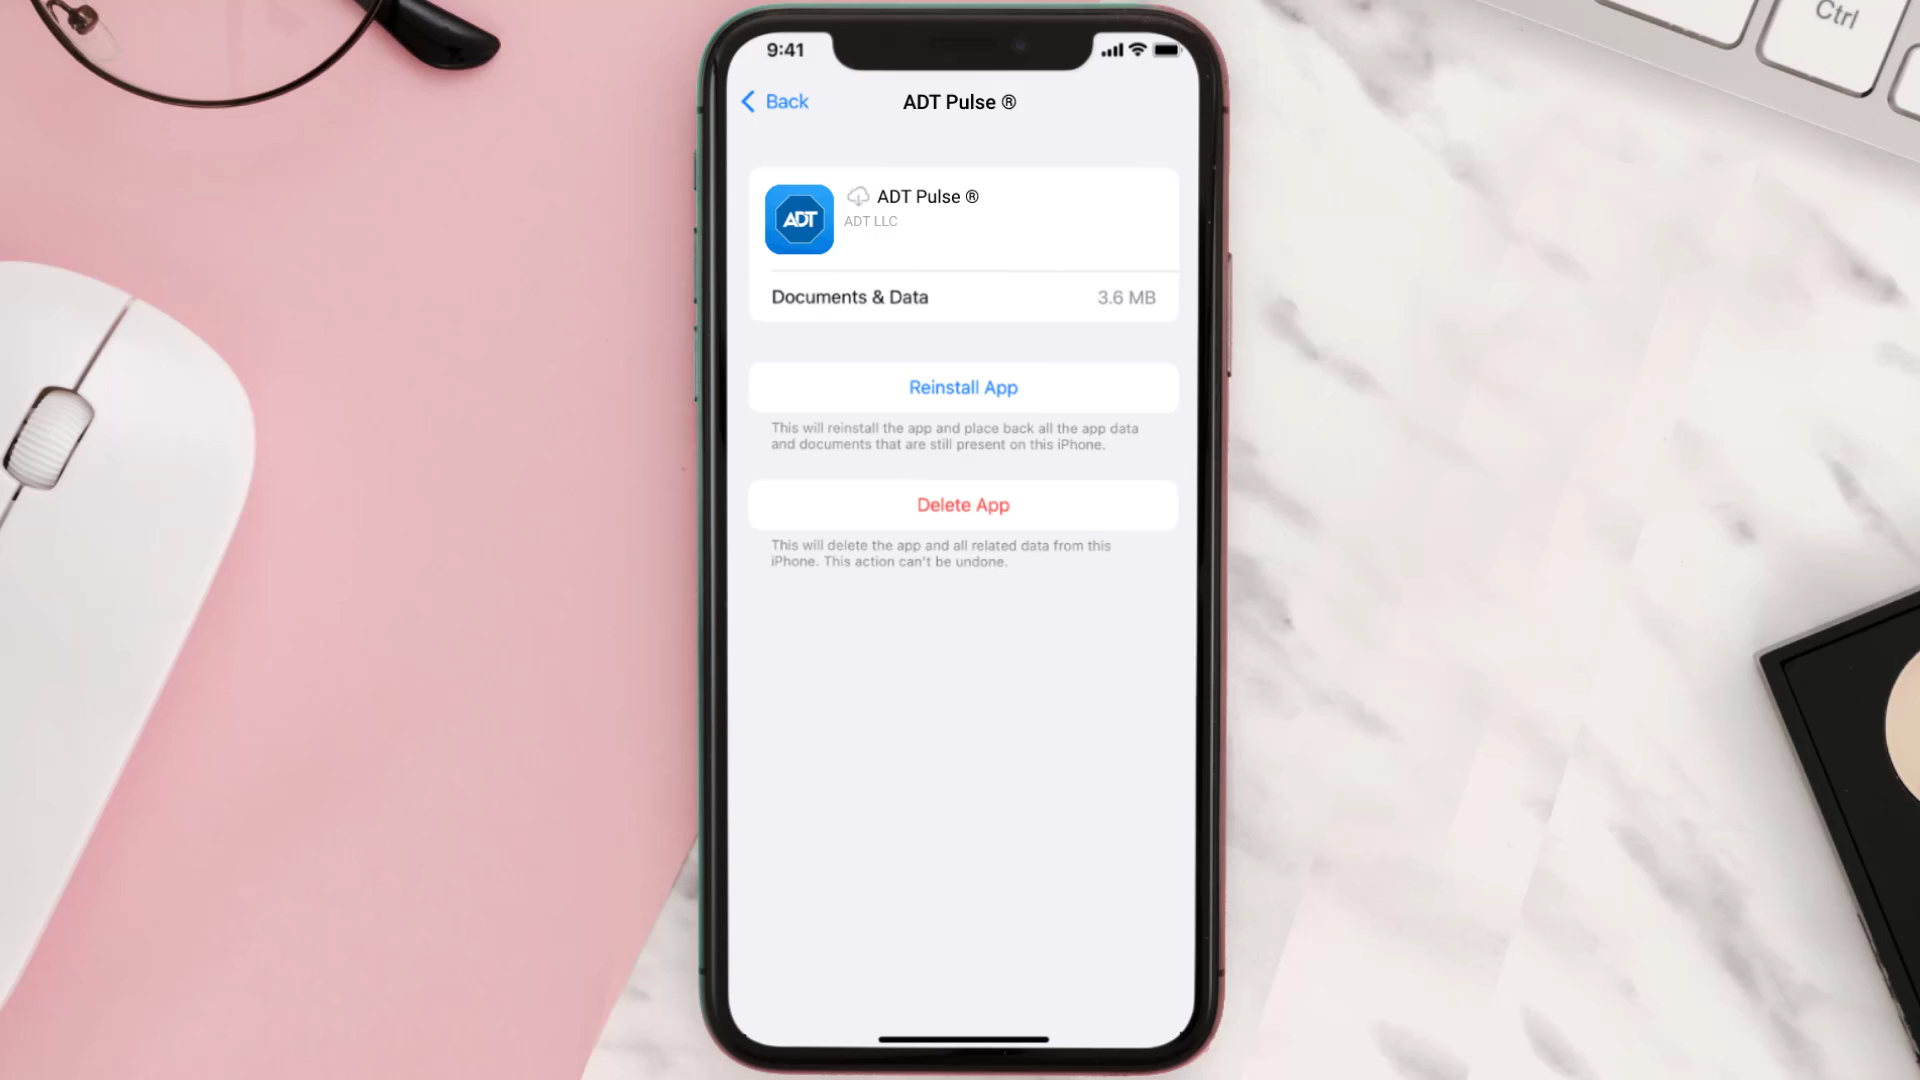 Ctrl
9:41
Back
ADT Pulse ®
ADT
ADT Pulse ®
ADT LLC
Documents & Data
3.6 MB
Reinstall App
This will reinstall the app and place back all the app data
and documents that are still present on this iPhone.
Delete App
This will delete the app and all related data from this
iPhone. This action can't be undone.